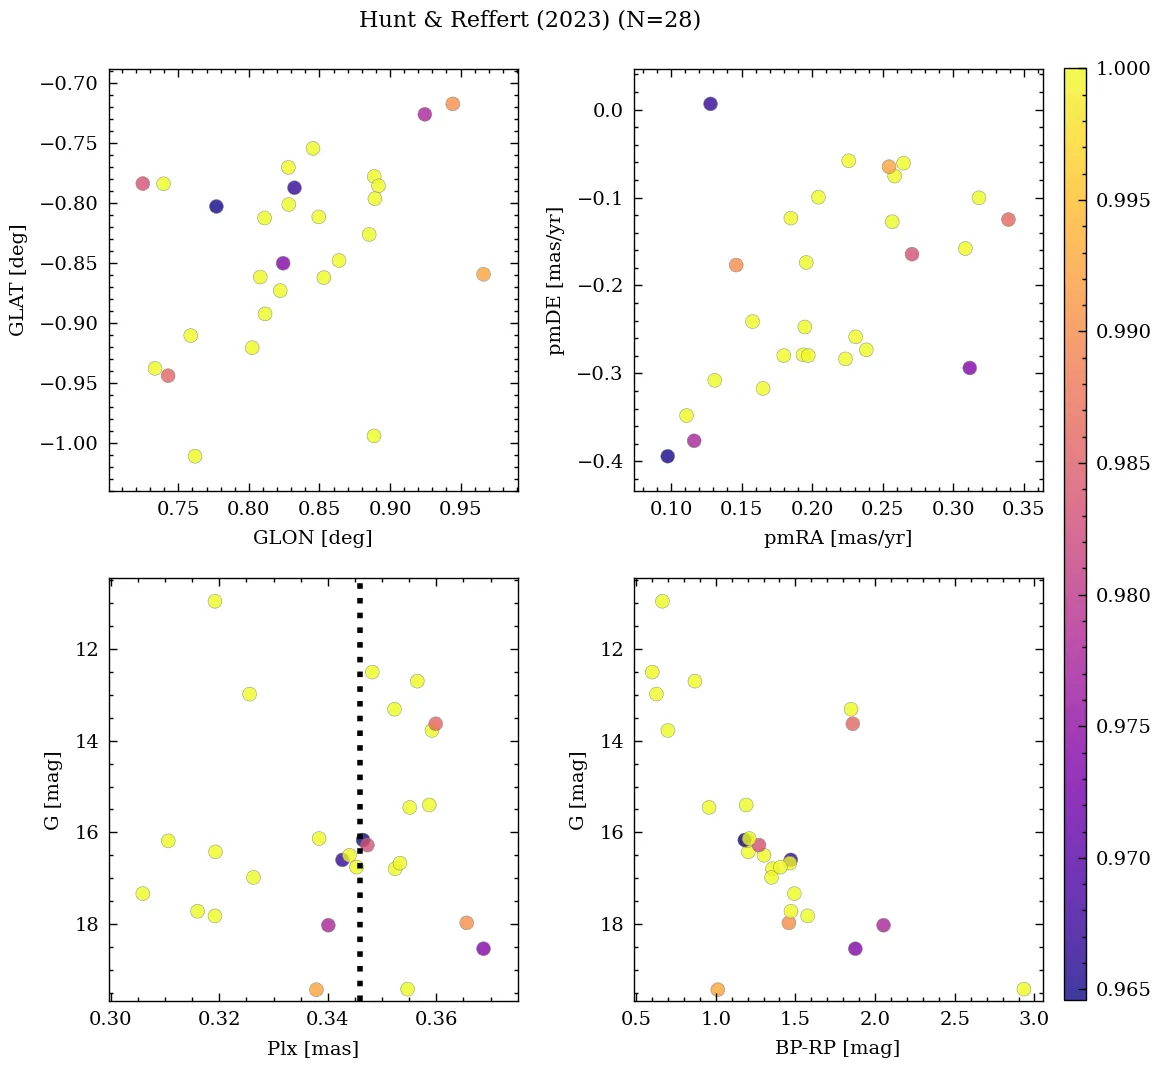 Hunt & Reffert (2023) (N=28)
−0.70
−0.75
−0.80
−0.85
−0.90
−0.95
−1.00
GLAT [deg]
0.75 0.80 0.85 0.90 0.95
GLON [deg]
0.0
−0.1
−0.2
−0.3
−0.4
pmDE [mas/yr]
0.10 0.15 0.20 0.25 0.30 0.35
pmRA [mas/yr]
12
14
16
18
G [mag]
0.30 0.32 0.34 0.36
Plx [mas]
12
14
16
18
G [mag]
0.5 1.0 1.5 2.0 2.5 3.0
BP-RP [mag]
1.000
0.995
0.990
0.985
0.980
0.975
0.970
0.965